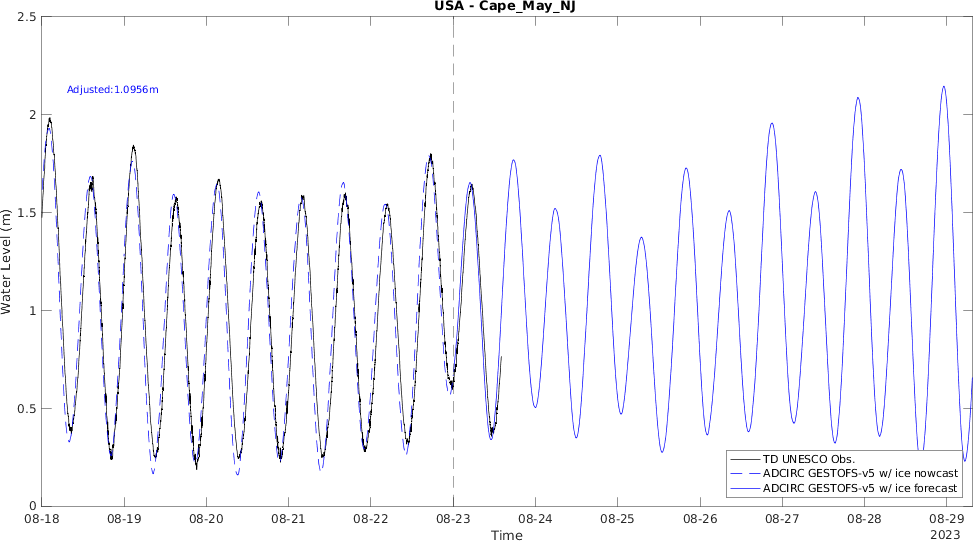 USA - Cape_May_NJ
2.5
Adjusted:1.0956m
2
1.5
Water Level (m)
1
0.5
0
TD UNESCO Obs.
ADCIRC GESTOFS-v5 w/ ice nowcast
ADCIRC GESTOFS-v5 w/ ice forecast
08-18 08-19 08-20 08-21 08-22 08-23 08-24 08-25 08-26 08-27 08-28 08-29
2023
Time